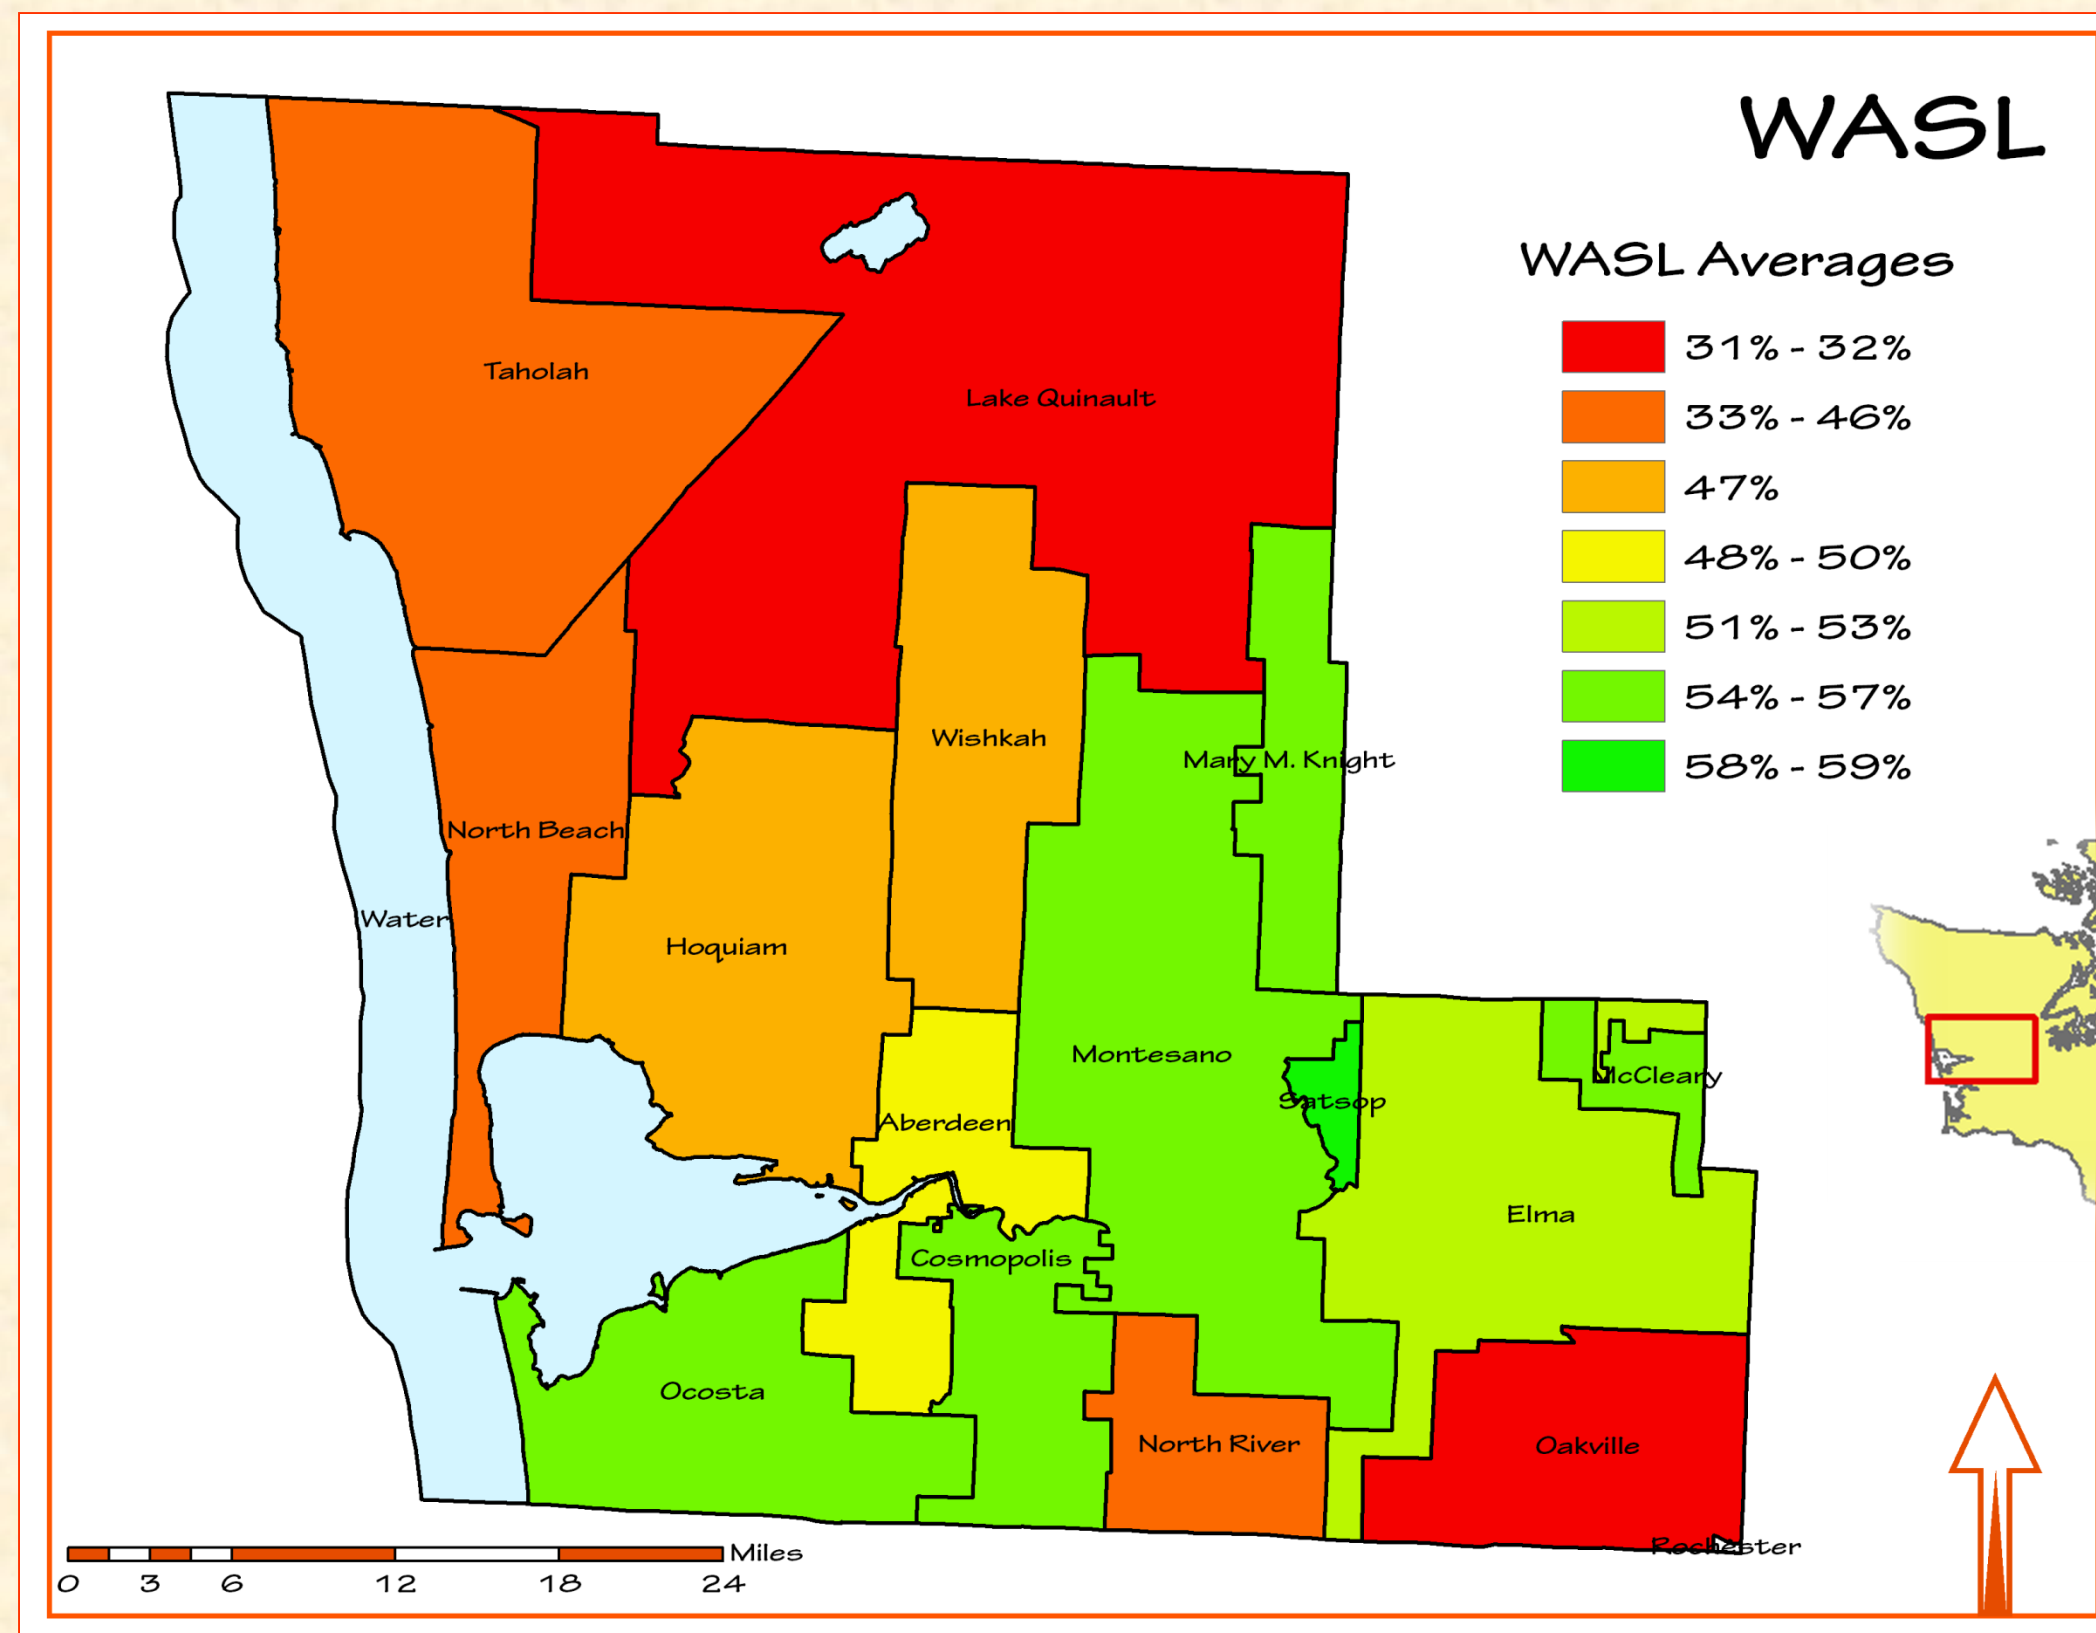 WASL
WASL Averages
31% - 32%
33% - 46%
47%
48% - 50%
51% - 53%
54% - 57%
58% - 59%
Taholah
Lake Quinault
Wishkah
Mary M. Knight
North Beach
Water
Hoquiam
Montesano
McCleary
Satsop
Aberdeen
Elma
Cosmopolis
Ocosta
North River
Oakville
Rochester
Miles
0 3 6 12 18 24